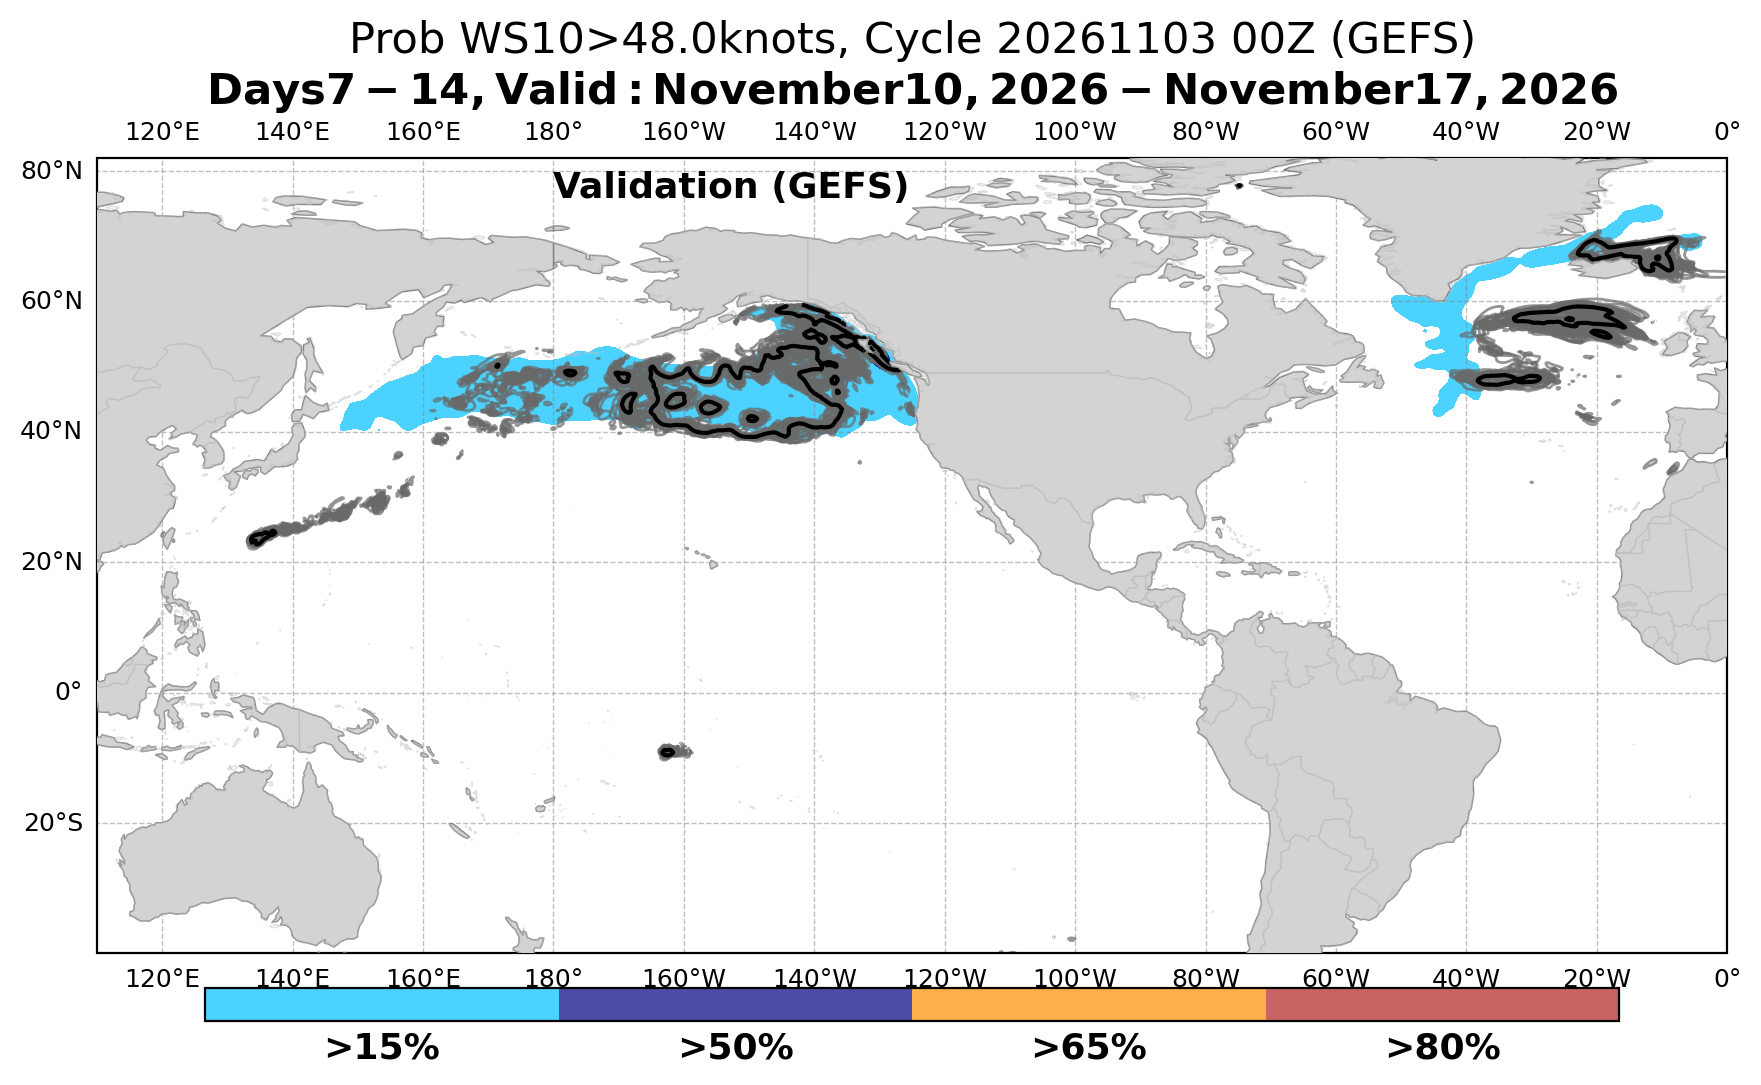 Prob WS10>48.0knots, Cycle 20261103 00Z (GEFS)
Days7 − 14, Valid : November10, 2026 − November17, 2026
120°E 140°E 160°E 180° 160°W 140°W 120°W 100°W 80°W 60°W 40°W 20°W 0°
80°N
Validation (GEFS)
60°N
40°N
20°N
0°
20°S
120°E 140°E 160°E 180° 160°W 140°W 120°W 100°W 80°W 60°W 40°W 20°W 0°
>15% >50% >65% >80%